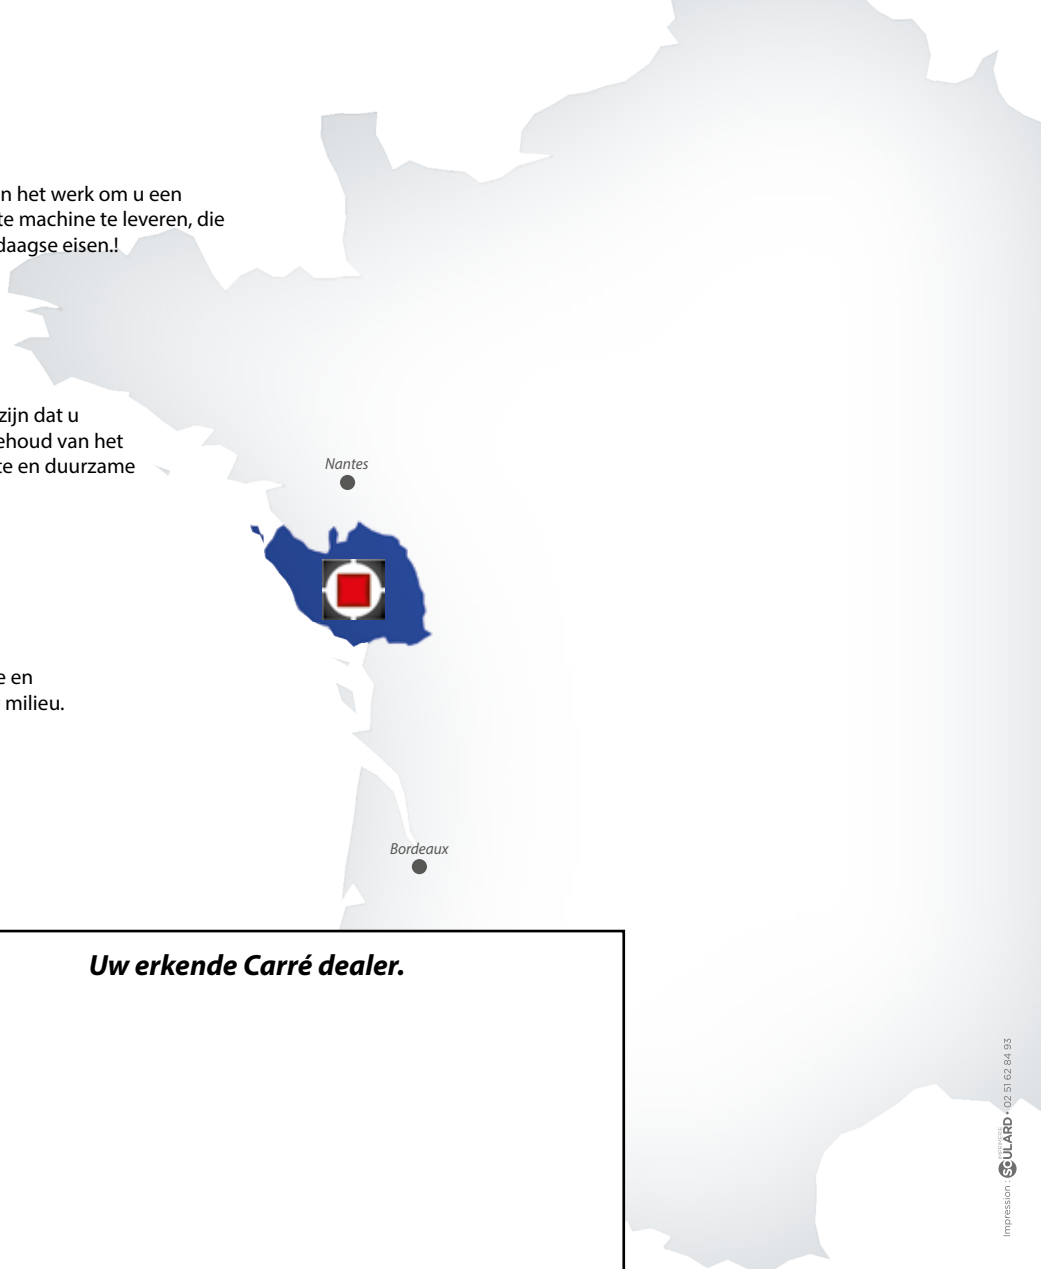 n het werk om u een
te machine te leveren, die
daagse eisen.!
zijn dat u
ehoud van het
te en duurzame
Nantes
e en
milieu.
Bordeaux
Uw erkende Carré dealer.
Impression : IMPRIMERIE SOULARD • 02 51 62 84 93